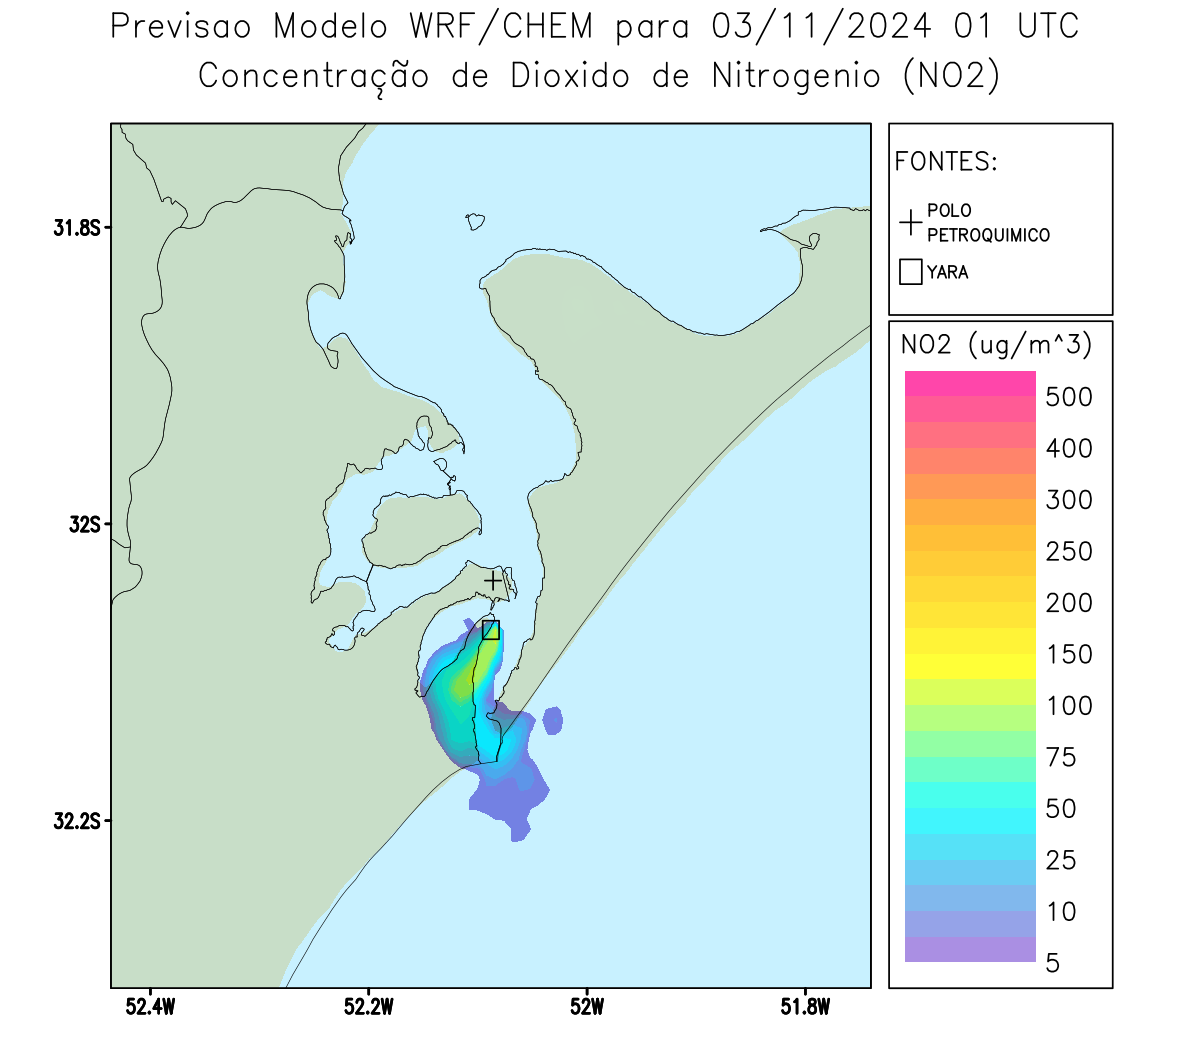 Previsao Modelo WRF/CHEM para 03/11/2024 01 UTC
Concentração de Dioxido de Nitrogenio (NO2)
FONTES:
POLO
PETROQUIMICO
YARA
NO2 (ug/m^3)
500
400
300
250
200
150
100
75
50
25
10
5
31.8S
32S
32.2S
52.4W
52.2W
52W
51.8W